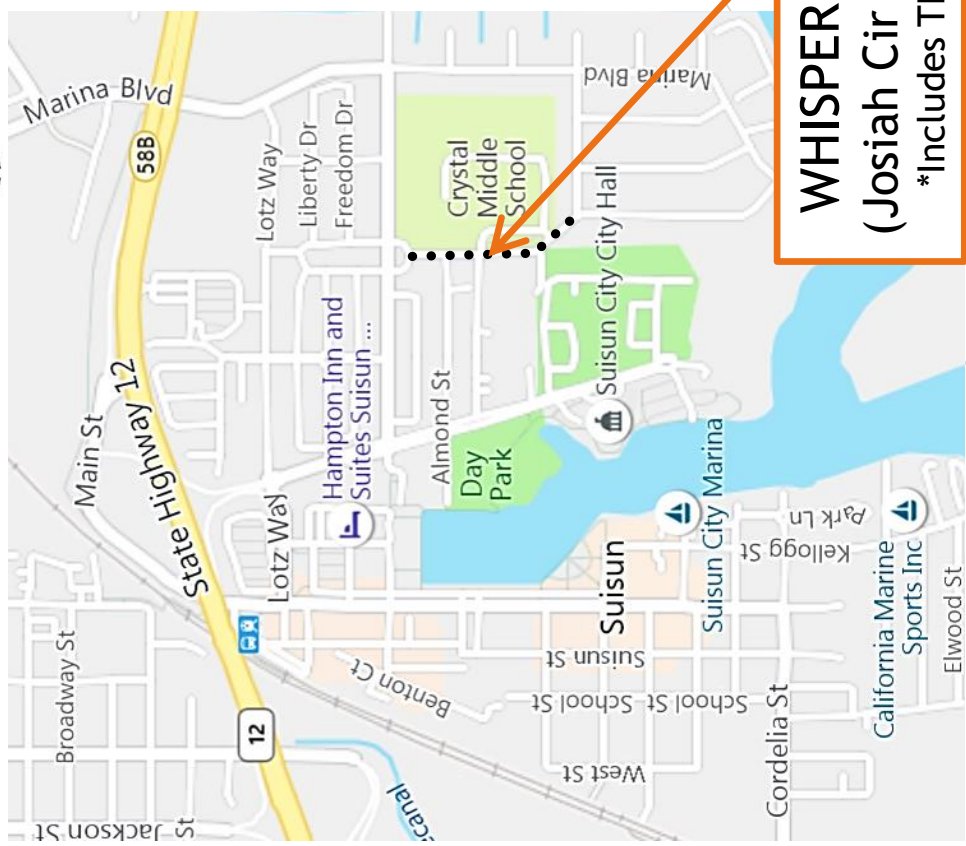 Marina Blvd
58B
Lotz Way
Liberty Dr
Freedom Dr
Crystal
Middle
School
Marina Blvd
WHISPER
(Josiah Cir
*Includes T
Main St
State Highway 12
Hampton Inn and
Suites Suisun ...
Almond St
Day
Park
Suisun City City Hall
Lotz Way
Suisun
Suisun City Marina
Kellogg St
Park Ln
California Marine
Sports Inc
Elwood St
Broadway St
Benton Ct
Suisun St
School St
School St
West St
Cordelia St
12
Jackson St
St
ecanal